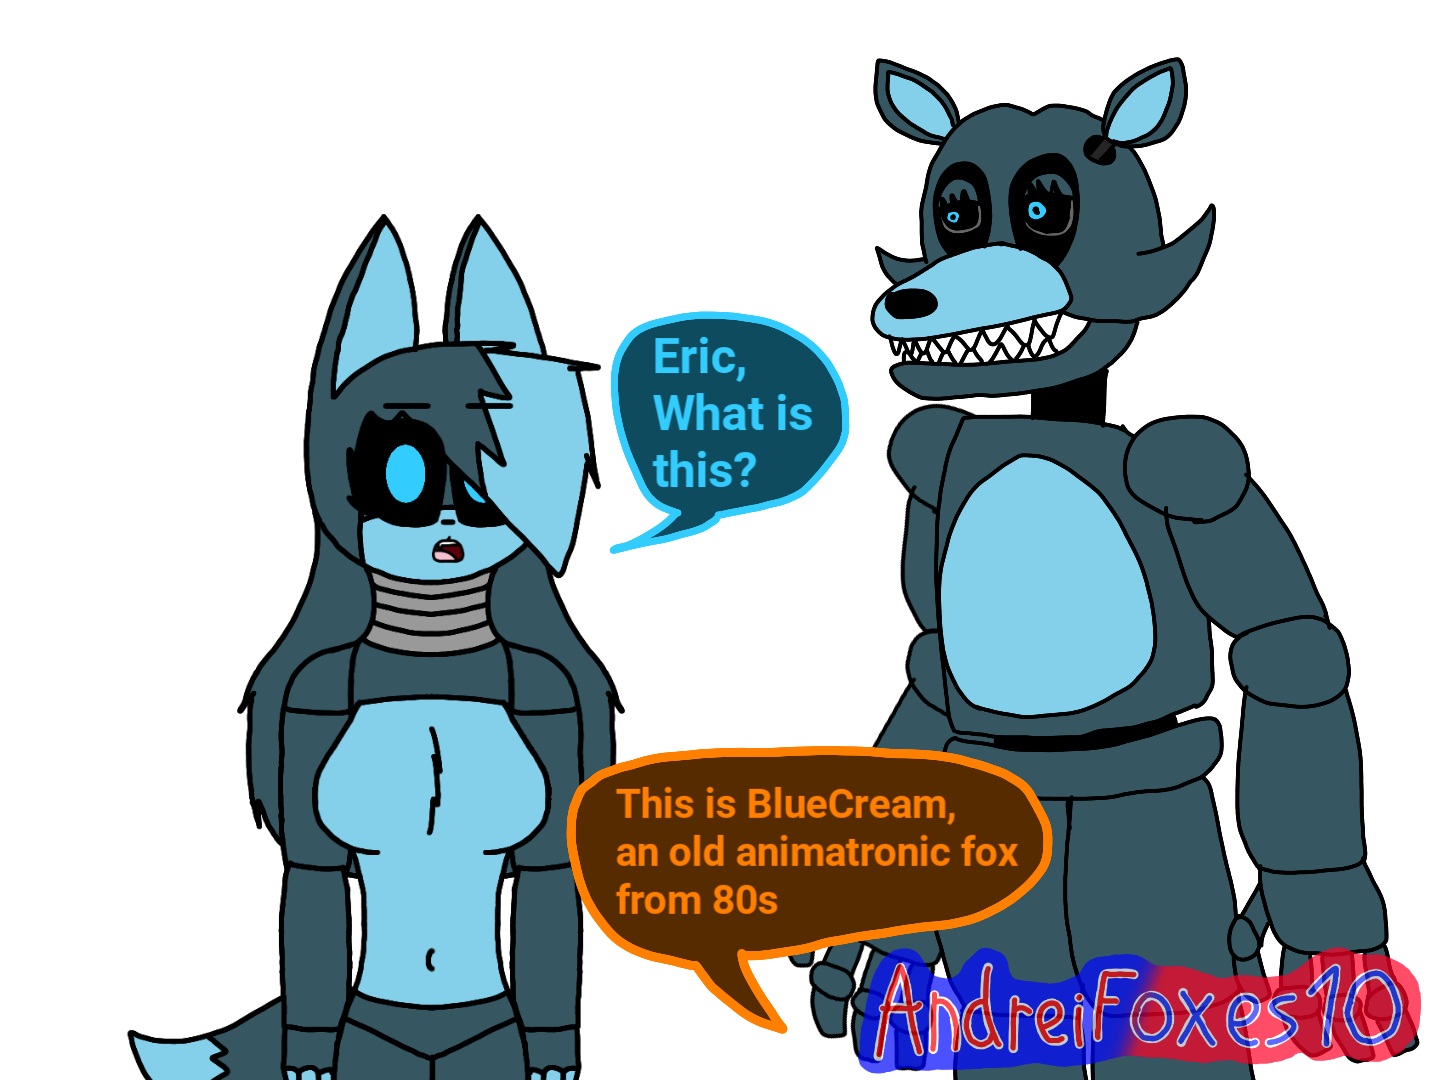 Eric,
What is
this?
This is BlueCream,
an old animatronic fox
from 80s
AndreiFoxes10